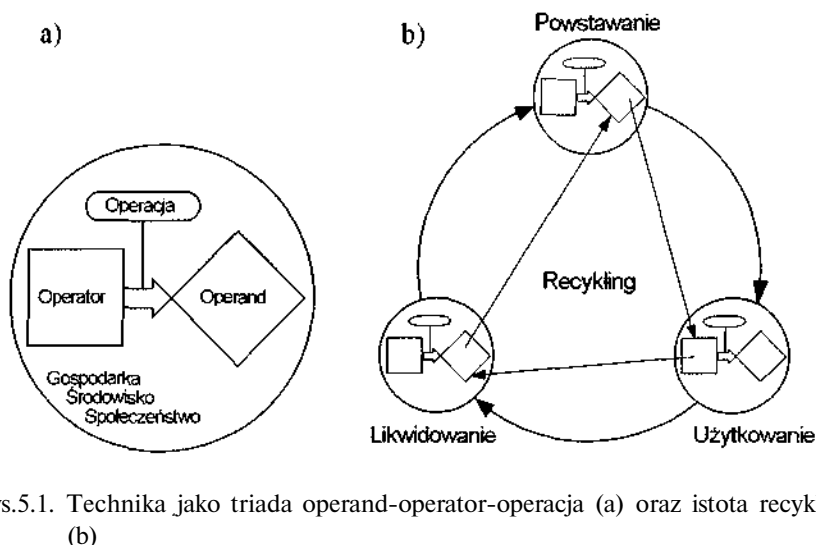 a)
Operacja
Operator
Operand
Gospodarka
Środowisko
Społeczeństwo
b)
Powstawanie
Recykling
Likwidowanie
Użytkowanie
s.5.1. Technika jako triada operand-operator-operacja (a) oraz istota recyk
(b)